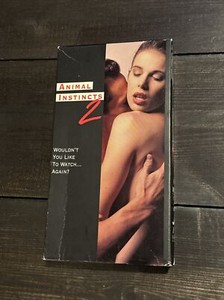 ANIMAL
INSTINCTS
2
WOULDN'T
YOU LIKE
TO WATCH...
AGAIN?